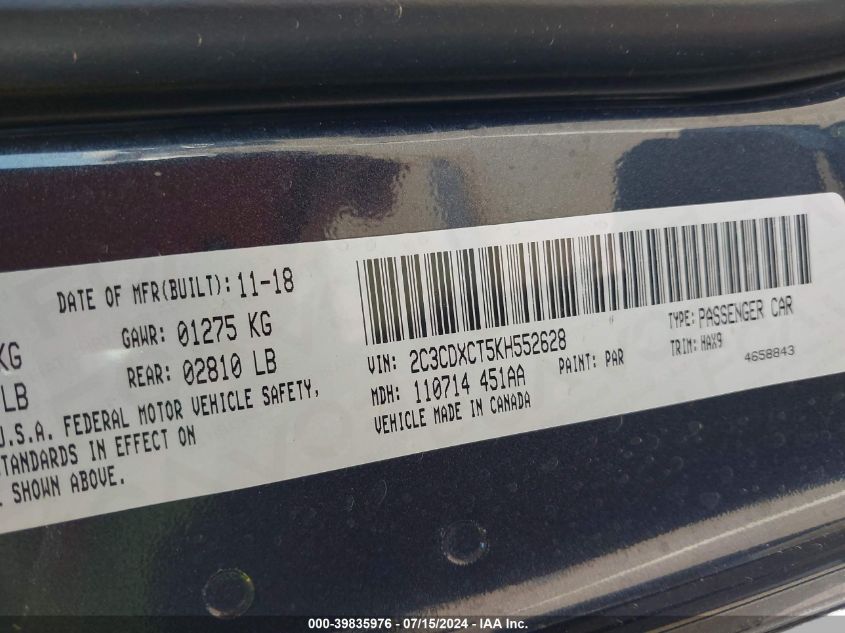 DATE OF MFR(BUILT): 11-18
KG GAWR: 01275 KG
LB REAR: 02810 LB
U.S.A. FEDERAL MOTOR VEHICLE SAFETY,
STANDARDS IN EFFECT ON
SHOWN ABOVE.
VIN: 2C3CDXCT5KH552628 TYPE: PASSENGER CAR
MDH: 110714 451AA PAINT: PAR TRIM: HAX9
VEHICLE MADE IN CANADA 4658843
000-39835976 - 07/15/2024 - IAA Inc.